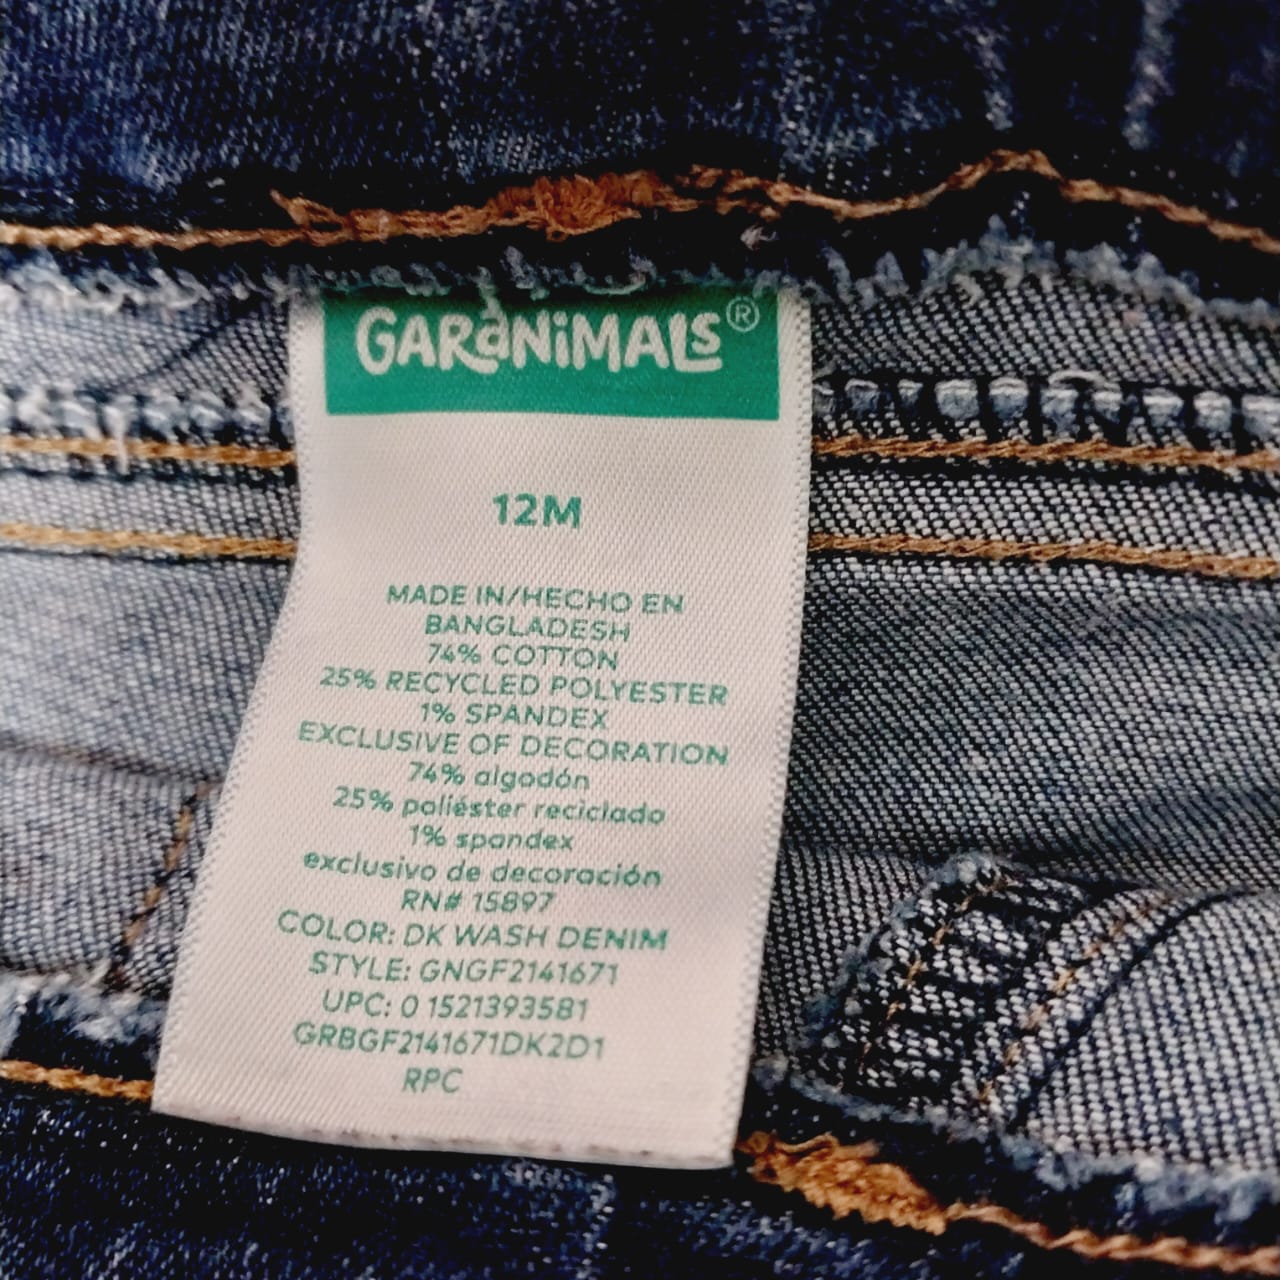 GARaNiMALS®
12M
MADE IN/HECHO EN
BANGLADESH
74% COTTON
25% RECYCLED POLYESTER
1% SPANDEX
EXCLUSIVE OF DECORATION
74% algodón
25% poliéster reciclado
1% spandex
exclusivo de decoración
RN# 15897
COLOR: DK WASH DENIM
STYLE: GNGF2141671
UPC: 0 1521393581
GRBGF2141671DK2D1
RPC